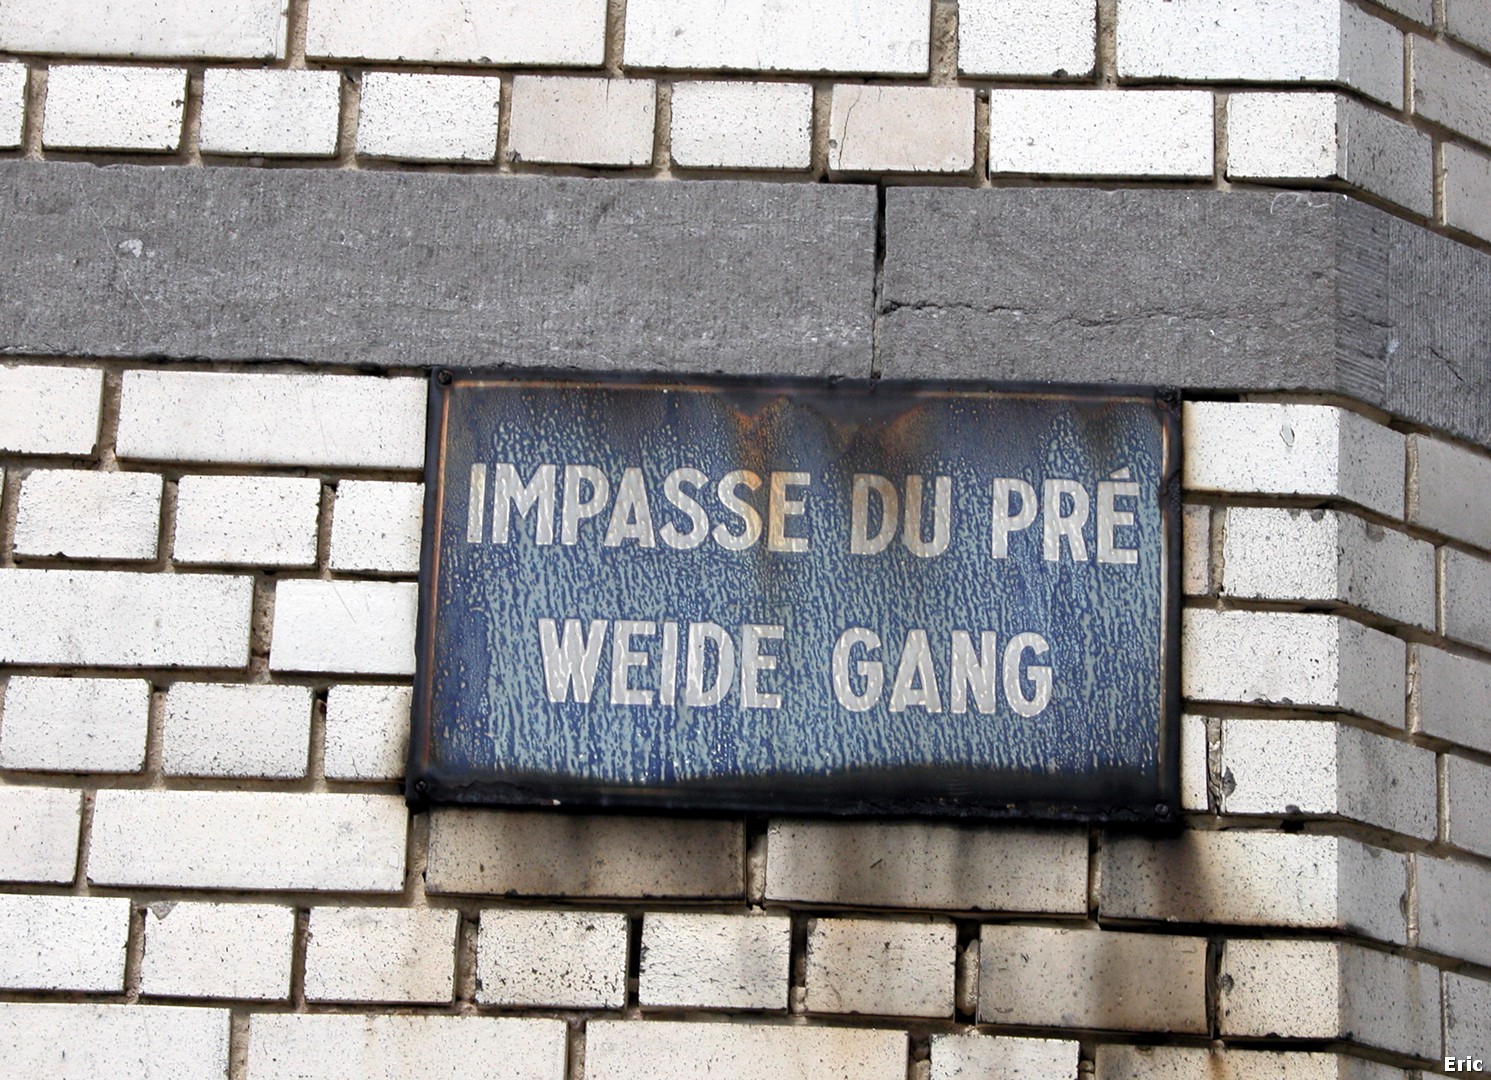 IMPASSE DU PRÉ
WEIDE GANG
Eric